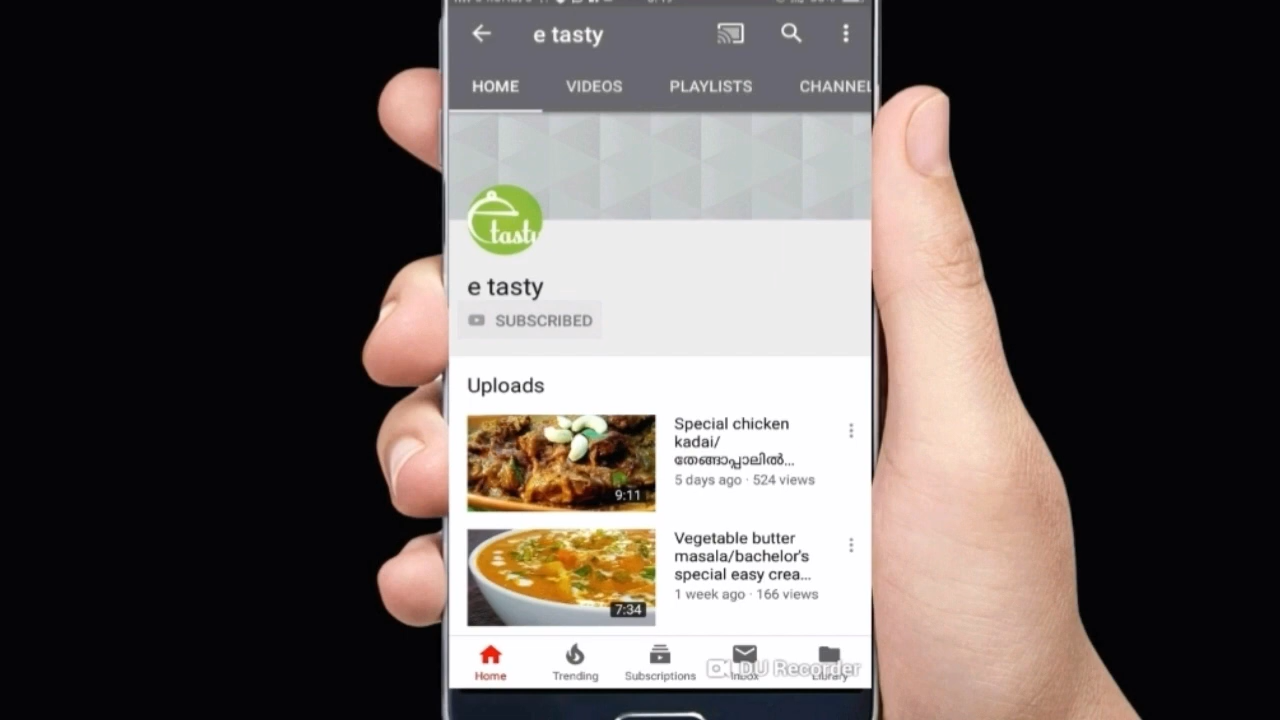 e tasty
HOME VIDEOS PLAYLISTS CHANNEL
tasty
e tasty
SUBSCRIBED
Uploads
Special chicken
kadai/
തേങ്ങാപ്പാലിൽ...
5 days ago · 524 views
9:11
Vegetable butter
masala/bachelor's
special easy crea...
1 week ago · 166 views
7:34
DU Recorder
Home Trending Subscriptions Inbox Library